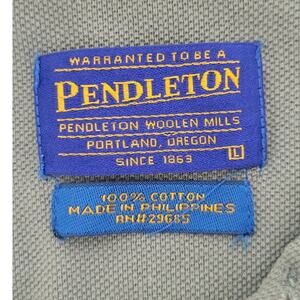 WARRANTED TO BE A
PENDLETON
PENDLETON WOOLEN MILLS
PORTLAND, OREGON
SINCE 1863
L
100% COTTON
MADE IN PHILIPPINES
RN#29685